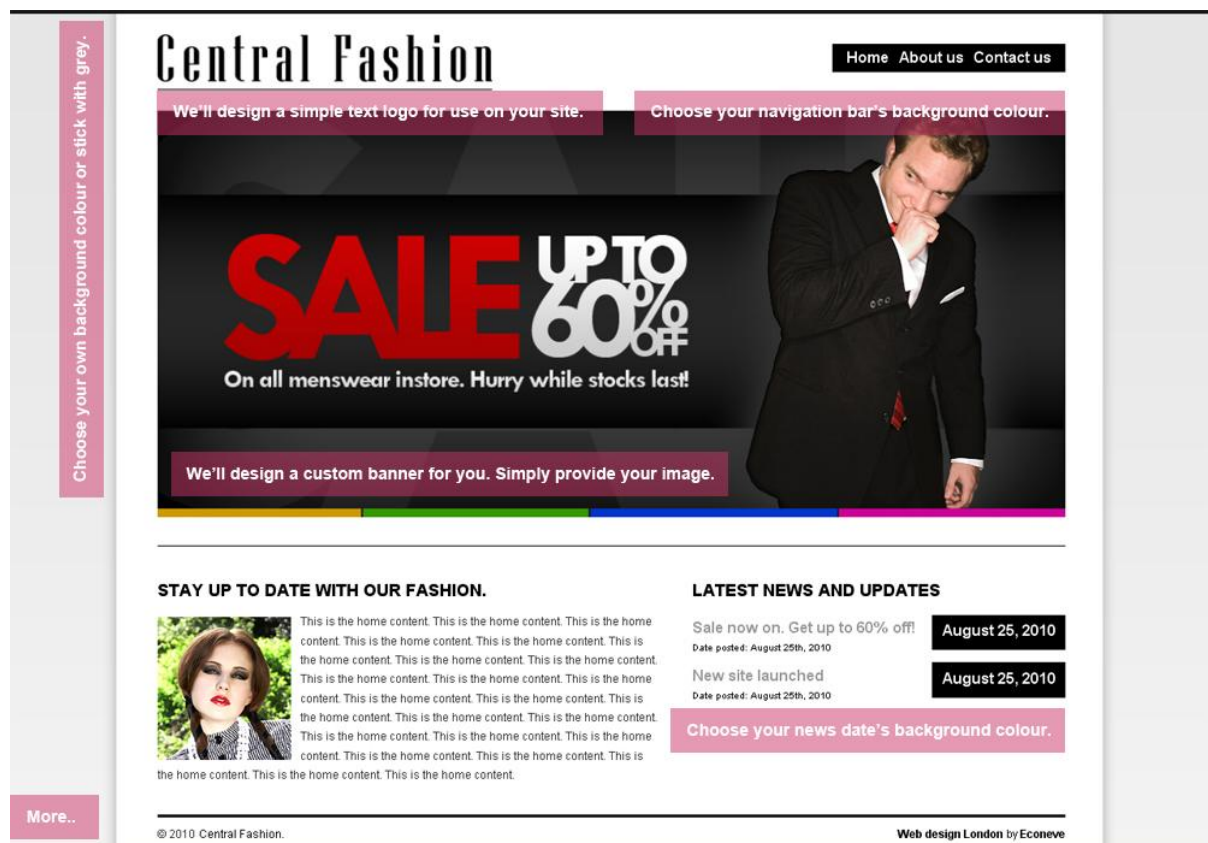 Central Fashion
Home About us Contact us
Choose your own background colour or stick with grey.
We'll design a simple text logo for use on your site.
Choose your navigation bar's background colour.
SALE UP TO
60% OFF
On all menswear instore. Hurry while stocks last!
We'll design a custom banner for you. Simply provide your image.
STAY UP TO DATE WITH OUR FASHION.
This is the home content. This is the home content. This is the home
content. This is the home content. This is the home content. This is
the home content. This is the home content. This is the home content.
This is the home content. This is the home content. This is the home
content. This is the home content. This is the home content. This is
the home content. This is the home content. This is the home content.
This is the home content. This is the home content. This is the home
content. This is the home content. This is the home content. This is
the home content. This is the home content. This is the home content.
LATEST NEWS AND UPDATES
Sale now on. Get up to 60% off!
Date posted: August 25th, 2010
August 25, 2010
New site launched
Date posted: August 25th, 2010
August 25, 2010
Choose your news date's background colour.
More..
© 2010 Central Fashion.
Web design London by Econeve